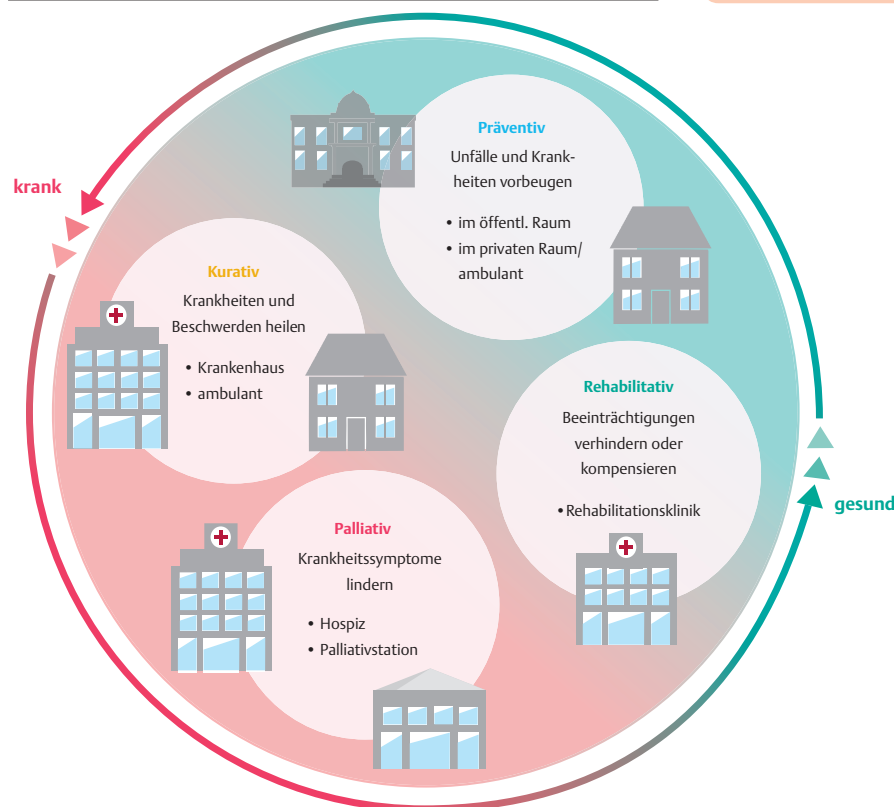 krank
Präventiv
Unfälle und Krank-
heiten vorbeugen
• im öffentl. Raum
• im privaten Raum/
ambulant
Kurativ
Krankheiten und
Beschwerden heilen
• Krankenhaus
• ambulant
Rehabilitativ
Beeinträchtigungen
verhindern oder
kompensieren
• Rehabilitationsklinik
gesund
Palliativ
Krankheitssymptome
lindern
• Hospiz
• Palliativstation